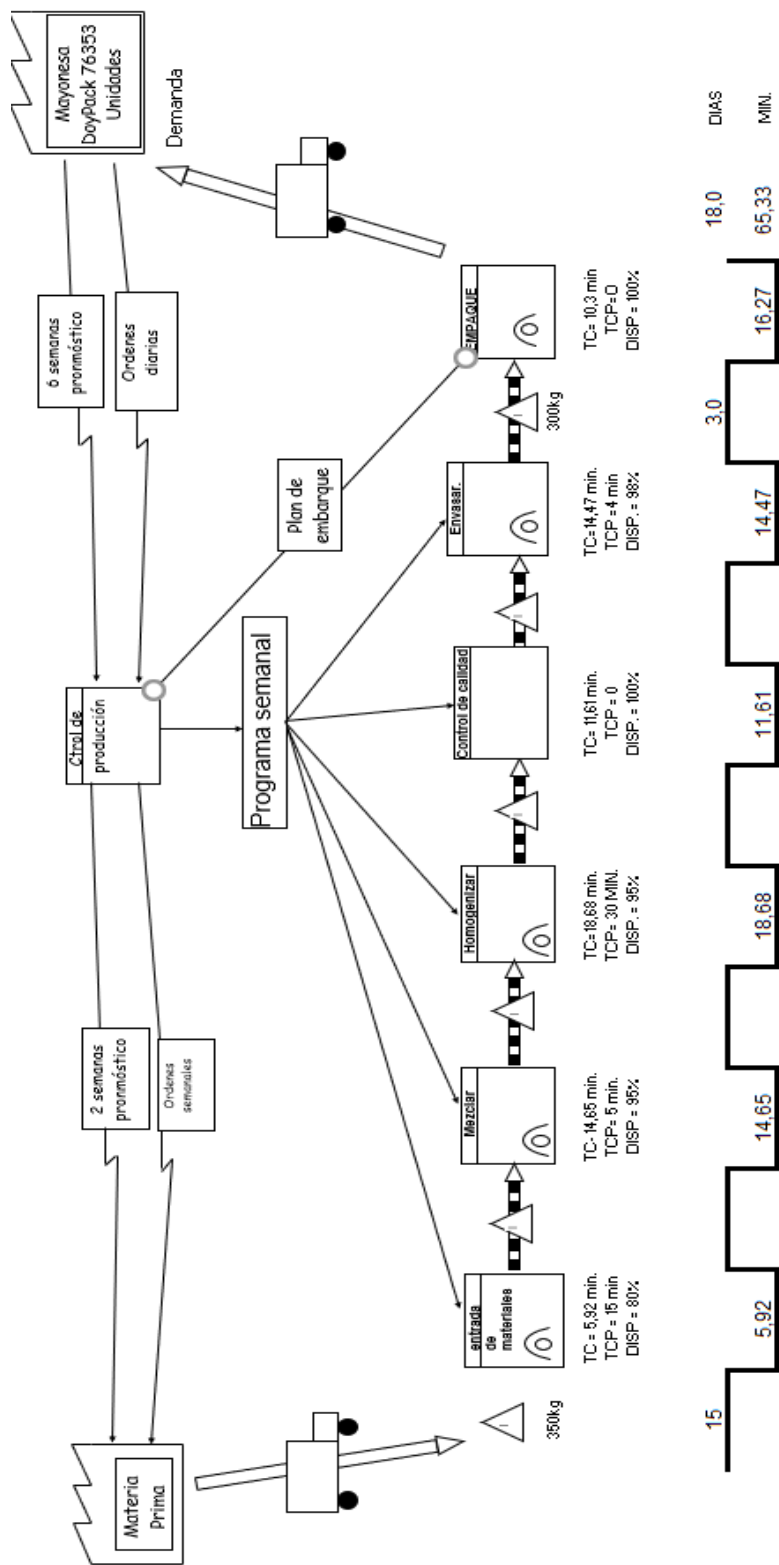 Materia
Prima
2 semanas
pronmóstico
Ordenes
semanales
Ctrol de
producción
6 semanas
pronmóstico
Ordenes
diarias
Mayonesa
DoyPack 76353
Unidades
Demanda
Programa semanal
Plan de
embarque
350kg
entrada
de
materiales
TC = 5,92 min.
TCP = 15 min
DISP = 80%
Mezclar
TC- 14,65 min.
TCP= 5 min.
DISP = 95%
Homogenizar
TC=18,68 min.
TCP= 30 MIN.
DISP. = 95%
Control de calidad
TC= 11,61min.
TCP = 0
DISP. = 100%
Envasar.
TC=14,47 min.
TCP =4 min
DISP. = 98%
300kg
EMPAQUE
TC= 10,3 min
TCP=0
DISP = 100%
15
3,0
18,0
DIAS
5,92
14,65
18,68
11,61
14,47
16,27
65,33
MIN.